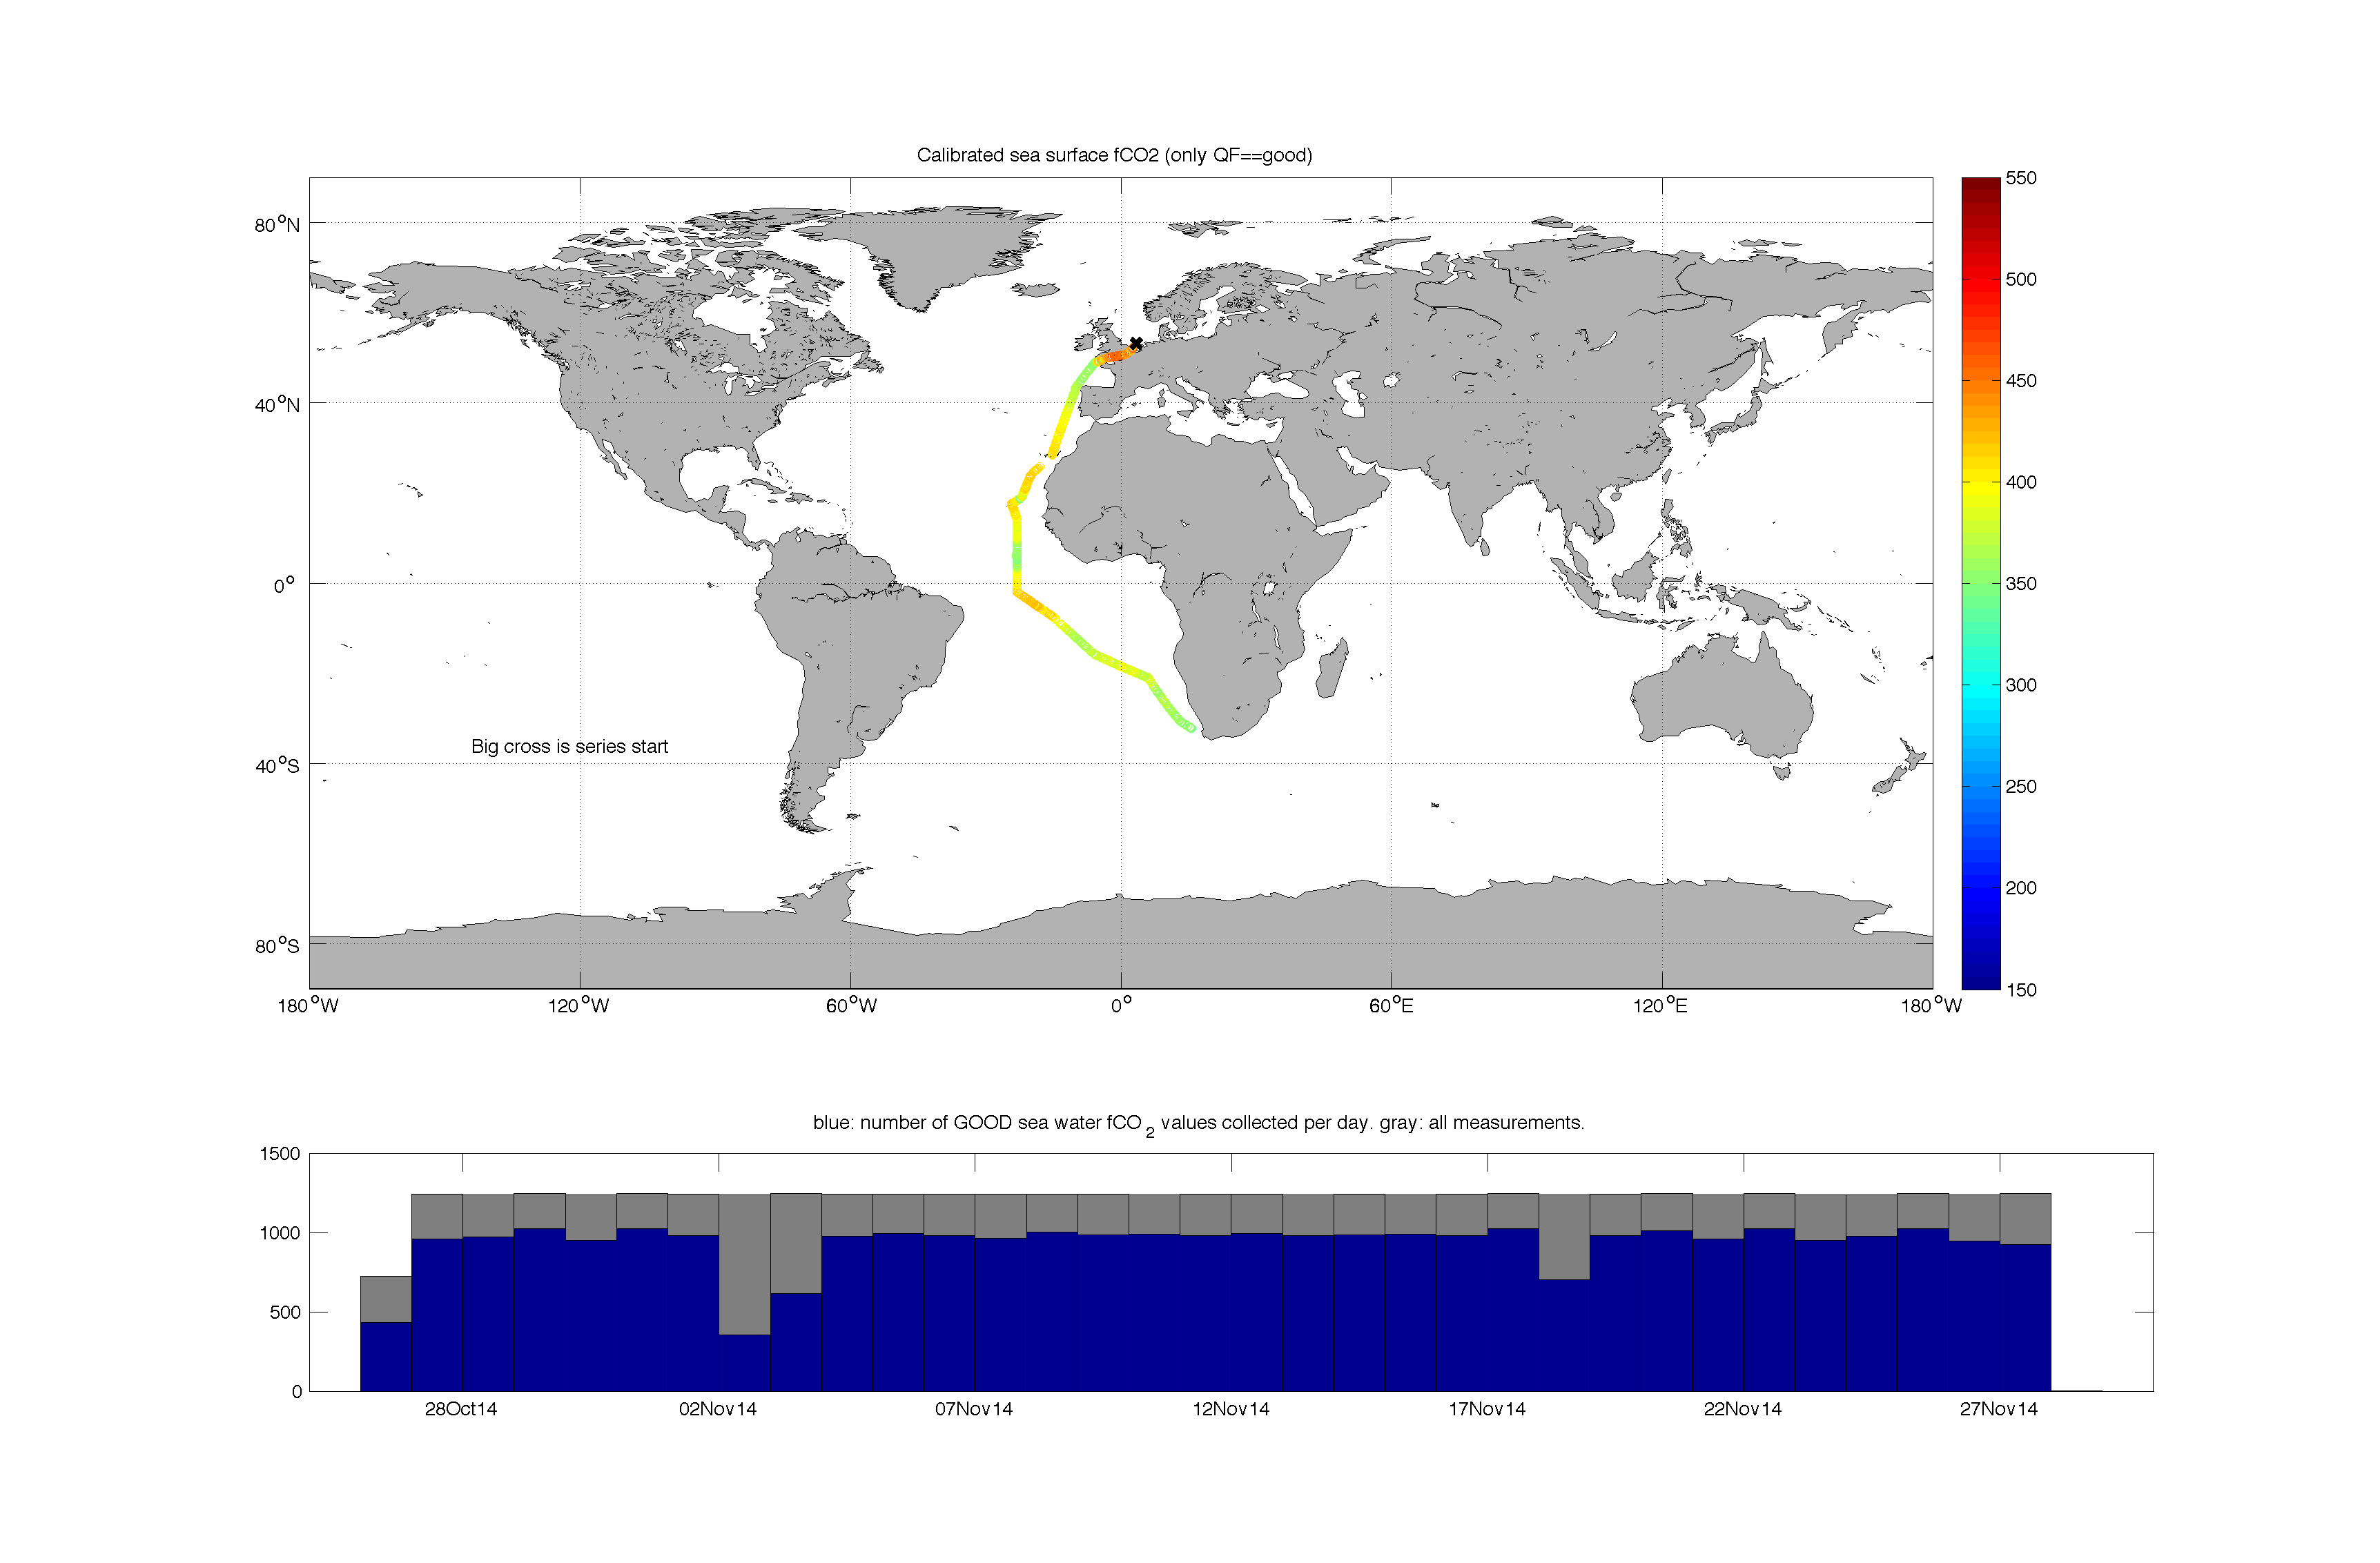 Calibrated sea surface fCO2 (only QF==good)
80°N
40°N
0°
40°S
80°S
180°W
120°W
60°W
0°
60°E
120°E
180°W
Big cross is series start
550
500
450
400
350
300
250
200
150
blue: number of GOOD sea water fCO2 values collected per day. gray: all measurements.
1500
1000
500
0
28Oct14
02Nov14
07Nov14
12Nov14
17Nov14
22Nov14
27Nov14